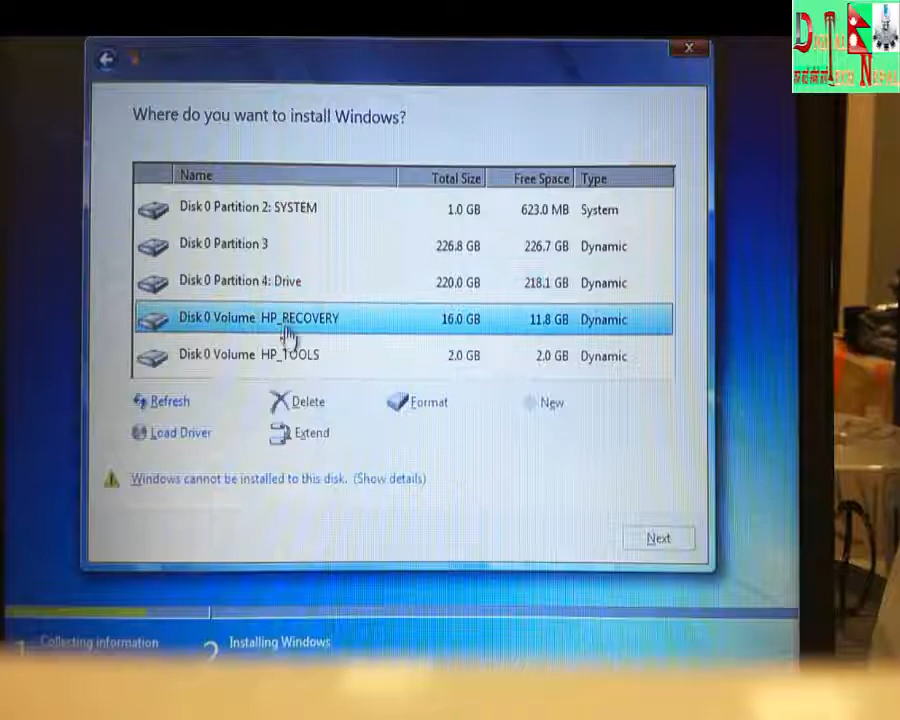 Where do you want to install Windows?
Name Total Size Free Space Type
Disk 0 Partition 2: SYSTEM 1.0 GB 623.0 MB System
Disk 0 Partition 3 226.8 GB 226.7 GB Dynamic
Disk 0 Partition 4: Drive 220.0 GB 218.1 GB Dynamic
Disk 0 Volume HP_RECOVERY 16.0 GB 11.8 GB Dynamic
Disk 0 Volume HP_TOOLS 2.0 GB 2.0 GB Dynamic
Refresh Delete Format New
Load Driver Extend
Windows cannot be installed to this disk. (Show details)
Next
1 Collecting information 2 Installing Windows